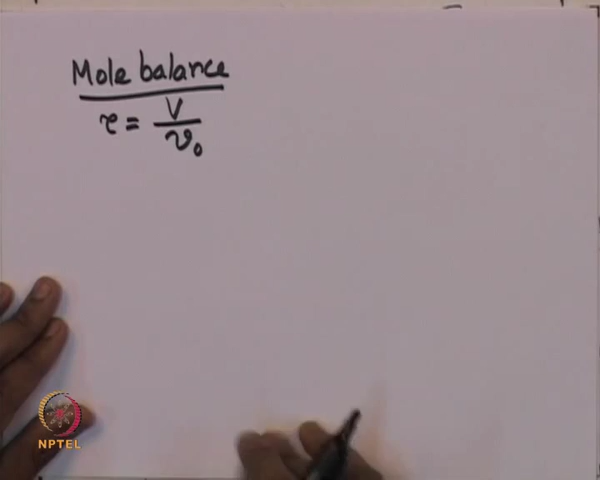 Mole balance
τ = V / v₀
NPTEL